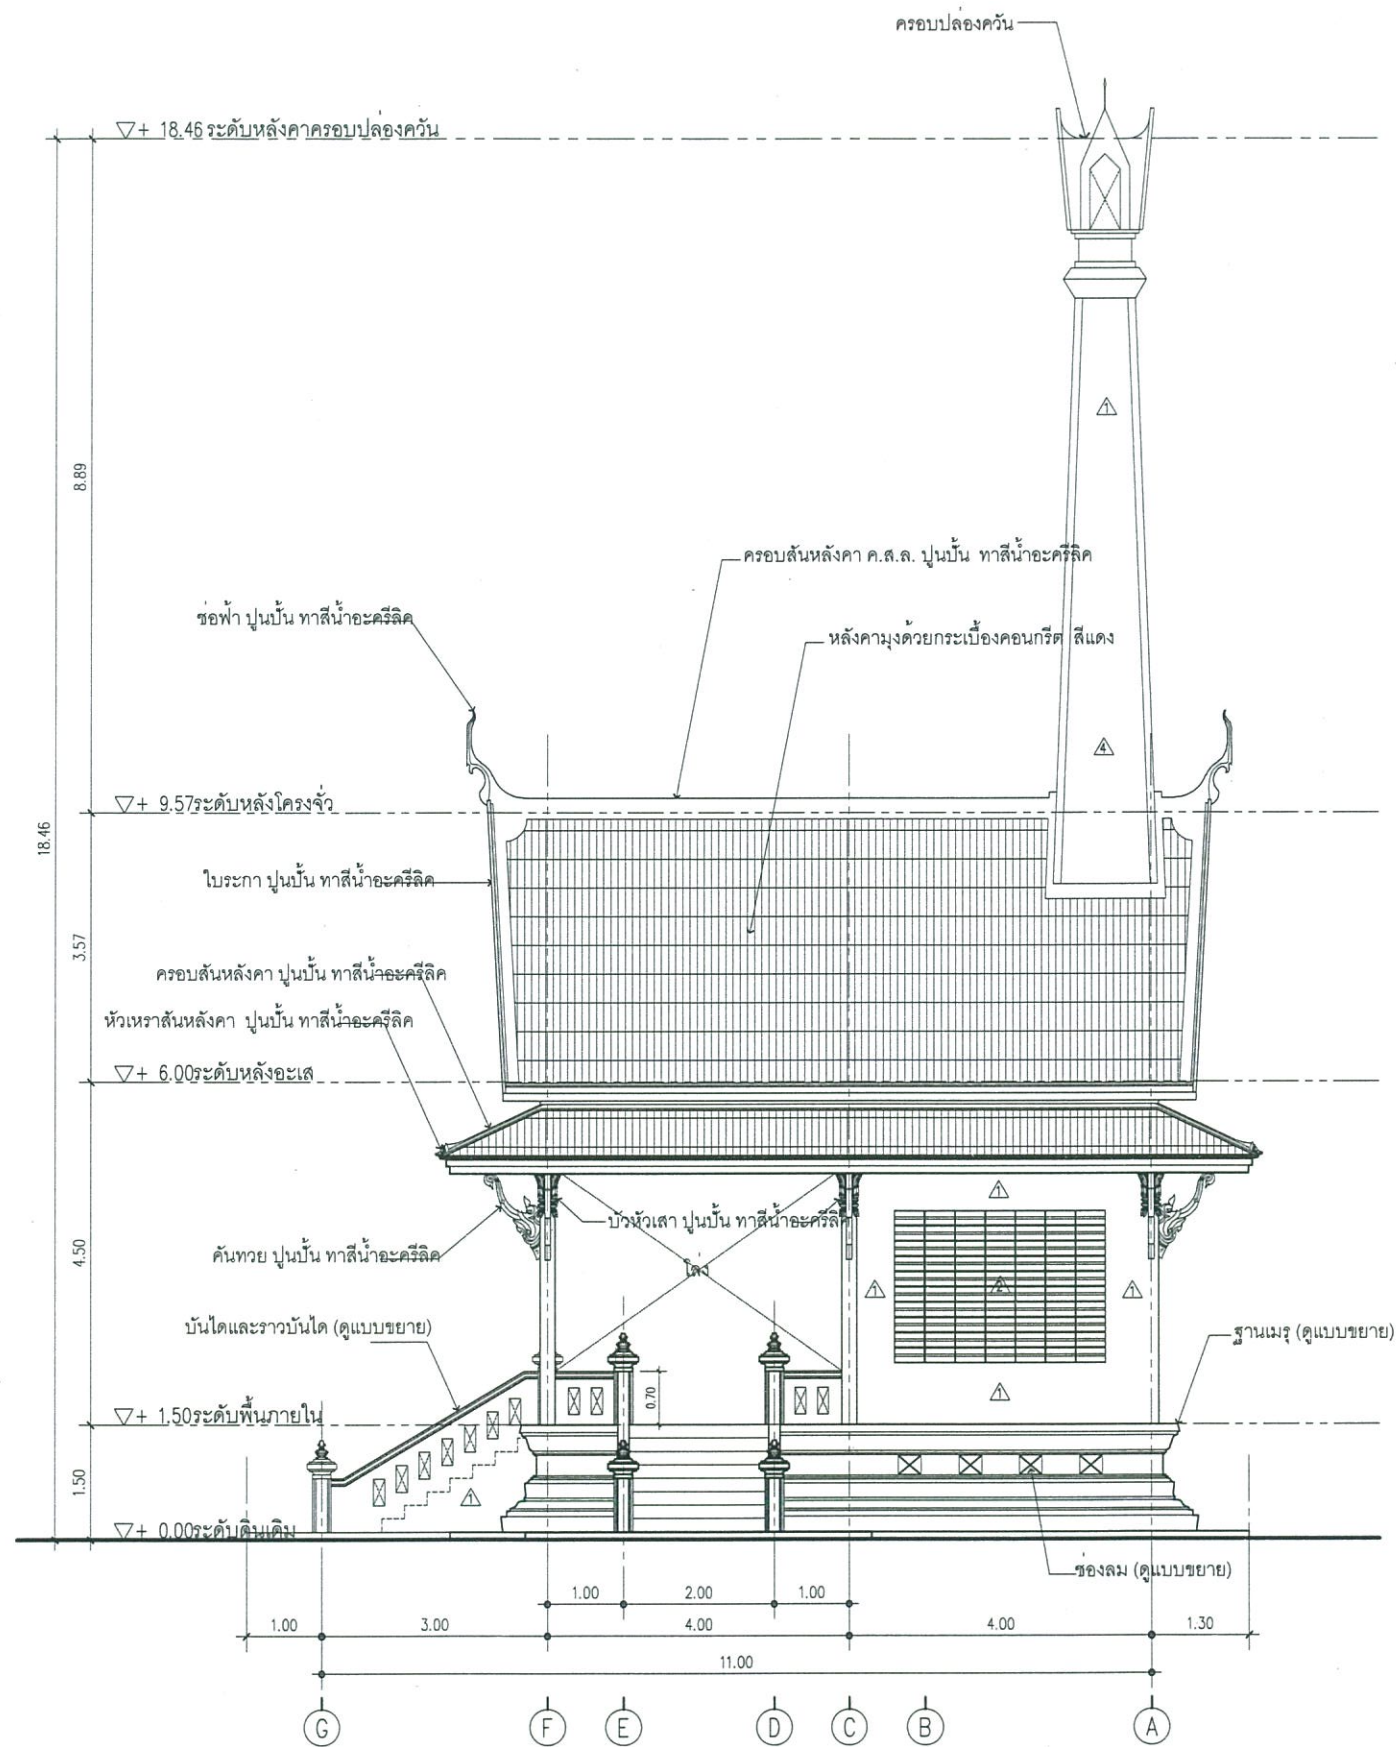 ครอบปล่องควัน
+ 18.46 ระดับหลังคาครอบปล่องควัน
1
8.89
ครอบสันหลังคา ค.ส.ล. ปูนปั้น ทาสีน้ำอะครีลิค
ช่อฟ้า ปูนปั้น ทาสีน้ำอะครีลิค
หลังคามุงด้วยกระเบื้องคอนกรีต สีแดง
4
+ 9.57ระดับหลังโครงจั่ว
18.46
ใบระกา ปูนปั้น ทาสีน้ำอะครีลิค
3.57
ครอบสันหลังคา ปูนปั้น ทาสีน้ำอะครีลิค
หัวเหราสันหลังคา ปูนปั้น ทาสีน้ำอะครีลิค
+ 6.00ระดับหลังอะเส
1
บัวหัวเสา ปูนปั้น ทาสีน้ำอะครีลิค
4.50
คันทวย ปูนปั้น ทาสีน้ำอะครีลิค
โล่ง
1
2
1
บันไดและราวบันได (ดูแบบขยาย)
ฐานเมรุ (ดูแบบขยาย)
0.70
1
+ 1.50ระดับพื้นภายใน
1.50
1
+ 0.00ระดับดินเดิม
ช่องลม (ดูแบบขยาย)
1.00 2.00 1.00
1.00 3.00 4.00 4.00 1.30
11.00
G F E D C B A